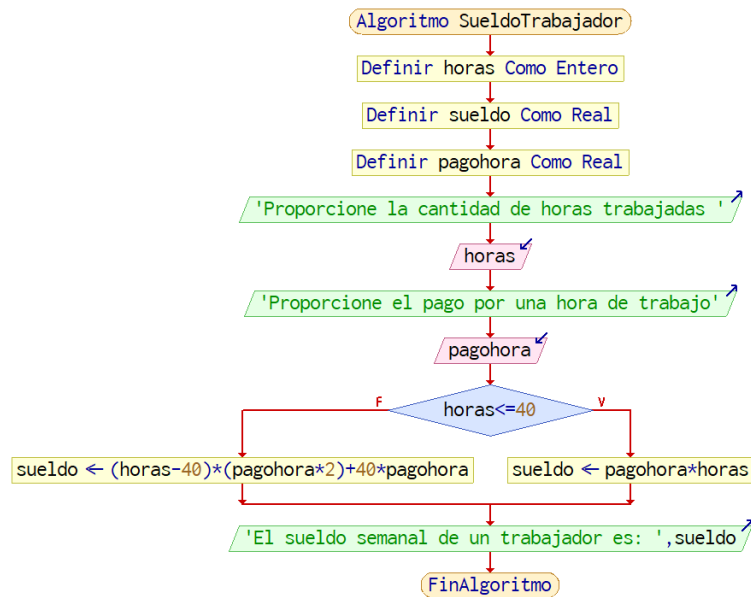 Algoritmo SueldoTrabajador
Definir horas Como Entero
Definir sueldo Como Real
Definir pagohora Como Real
'Proporcione la cantidad de horas trabajadas '
horas
'Proporcione el pago por una hora de trabajo'
pagohora
F
V
horas<=40
sueldo ← (horas-40)*(pagohora*2)+40*pagohora
sueldo ← pagohora*horas
'El sueldo semanal de un trabajador es: ',sueldo
FinAlgoritmo